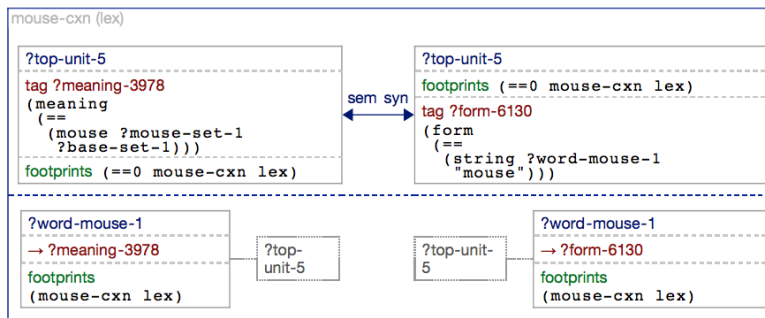 mouse-cxn (lex)
?top-unit-5
tag ?meaning-3978
(meaning
(==
(mouse ?mouse-set-1
?base-set-1)))
footprints (==0 mouse-cxn lex)
sem syn
?top-unit-5
footprints (==0 mouse-cxn lex)
tag ?form-6130
(form
(==
(string ?word-mouse-1
"mouse")))
?word-mouse-1
→ ?meaning-3978
footprints
(mouse-cxn lex)
?top-
unit-5
?top-unit-
5
?word-mouse-1
→ ?form-6130
footprints
(mouse-cxn lex)